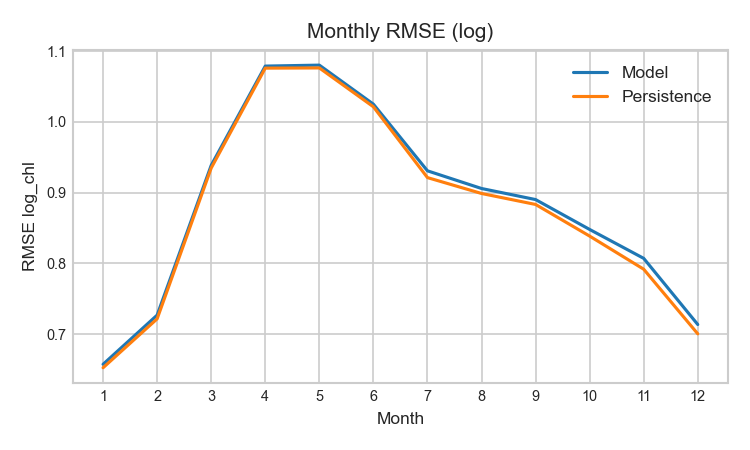 Monthly RMSE (log)
Model
Persistence
RMSE log_chl
1.1
1.0
0.9
0.8
0.7
1 2 3 4 5 6 7 8 9 10 11 12
Month